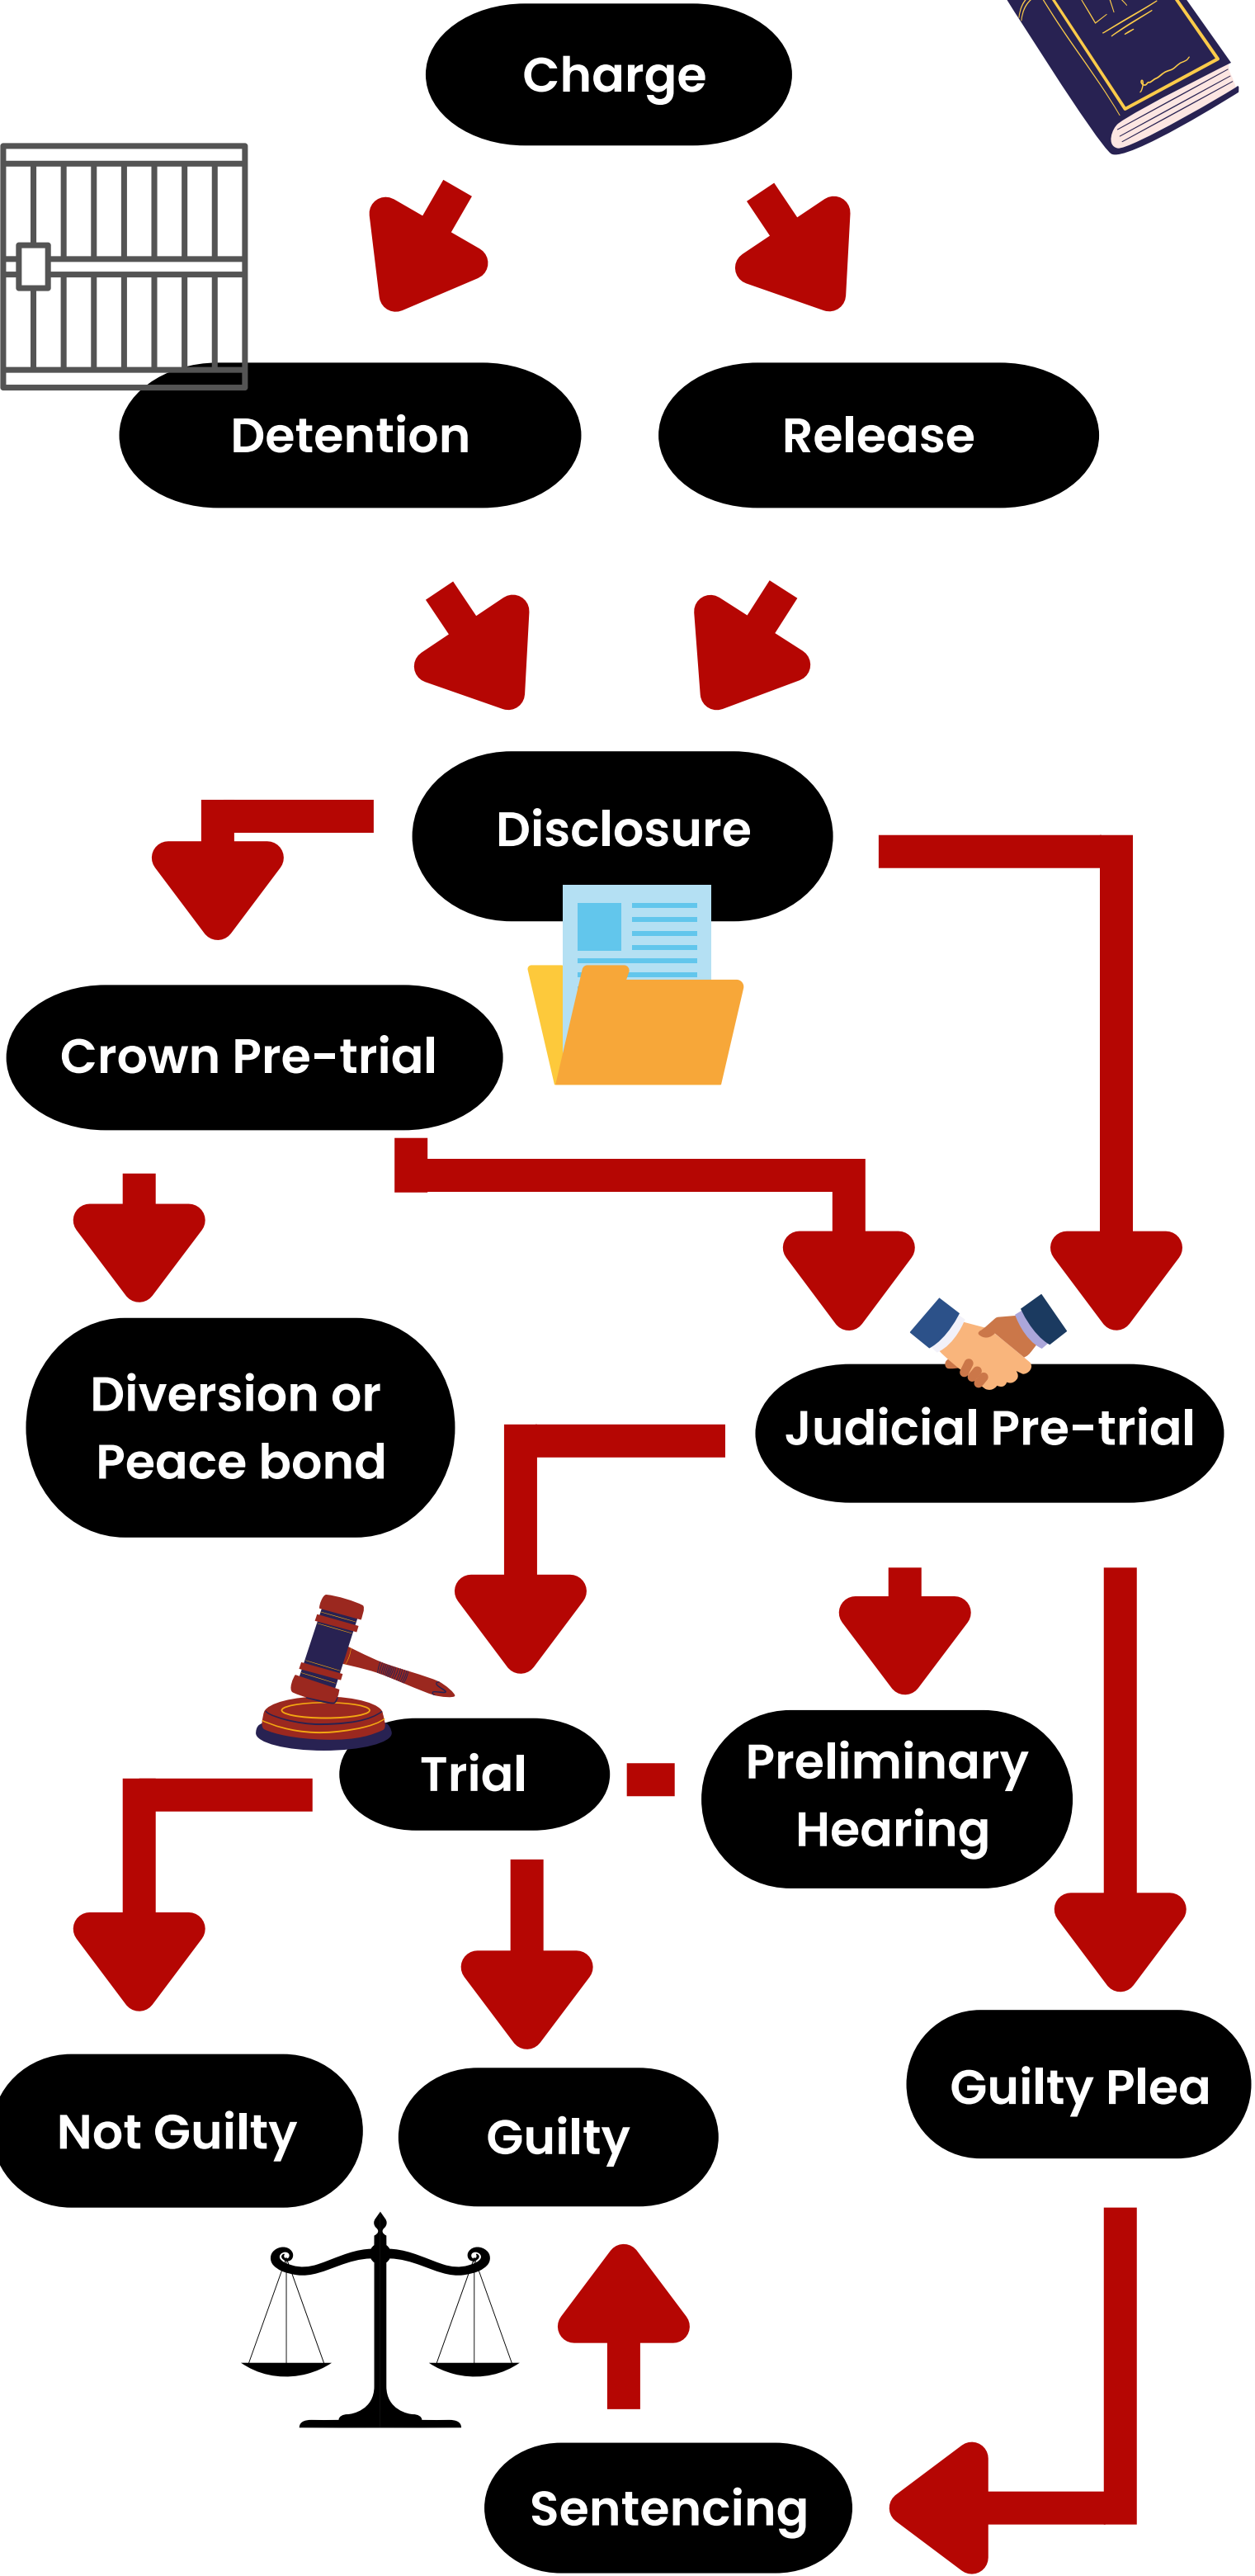 Charge
Detention
Release
Disclosure
Crown Pre-trial
Diversion or
Peace bond
Judicial Pre-trial
Trial
Preliminary
Hearing
Not Guilty
Guilty
Guilty Plea
Sentencing